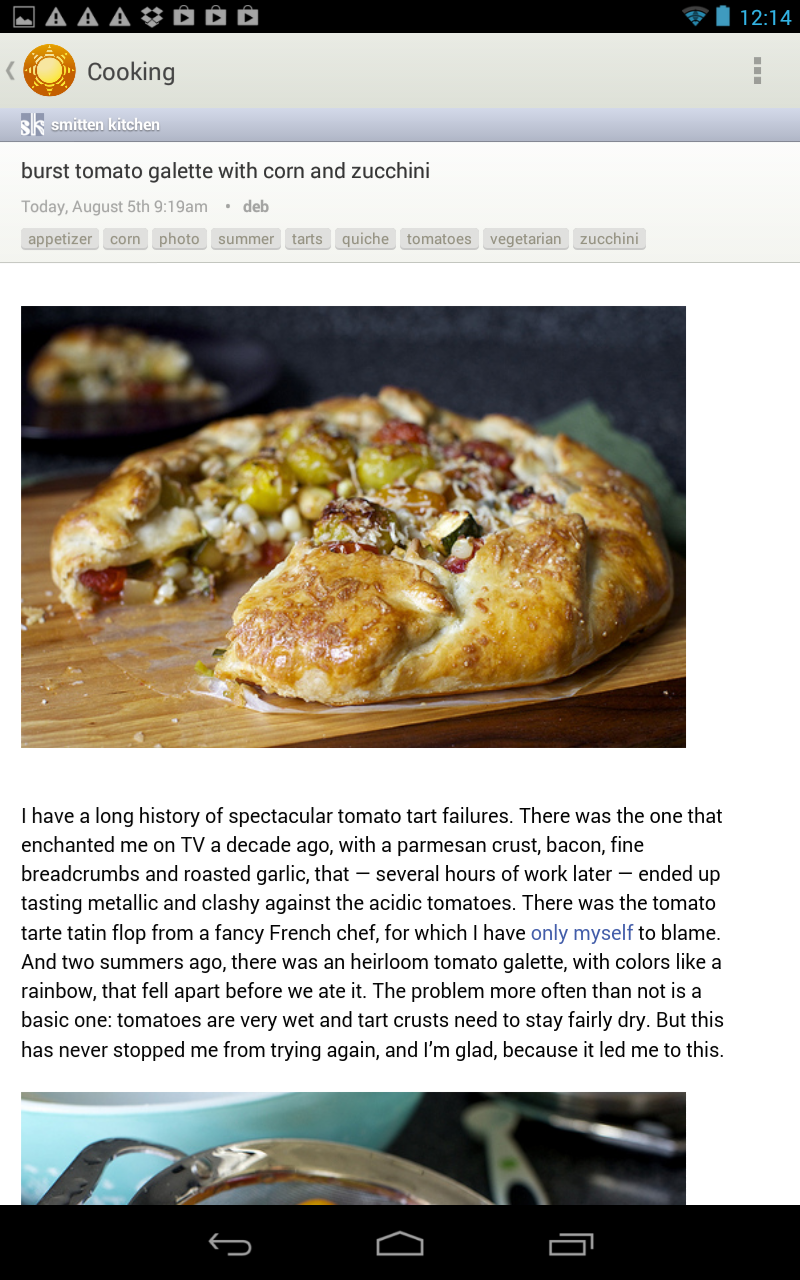 12:14
Cooking
sk smitten kitchen
burst tomato galette with corn and zucchini
Today, August 5th 9:19am • deb
appetizer corn photo summer tarts quiche tomatoes vegetarian zucchini
I have a long history of spectacular tomato tart failures. There was the one that
enchanted me on TV a decade ago, with a parmesan crust, bacon, fine
breadcrumbs and roasted garlic, that — several hours of work later — ended up
tasting metallic and clashy against the acidic tomatoes. There was the tomato
tarte tatin flop from a fancy French chef, for which I have only myself to blame.
And two summers ago, there was an heirloom tomato galette, with colors like a
rainbow, that fell apart before we ate it. The problem more often than not is a
basic one: tomatoes are very wet and tart crusts need to stay fairly dry. But this
has never stopped me from trying again, and I’m glad, because it led me to this.